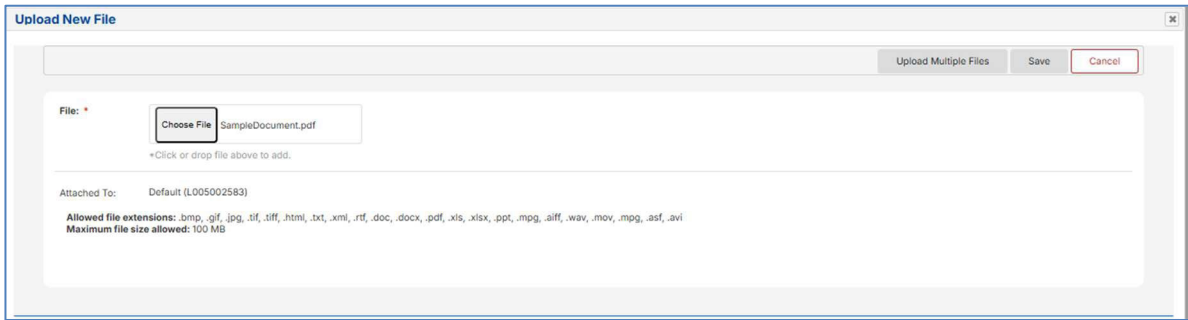 Upload New File
Upload Multiple Files Save Cancel
File: *
Choose File SampleDocument.pdf
*Click or drop file above to add.
Attached To: Default (L005002583)
Allowed file extensions: .bmp, .gif, .jpg, .tif, .tiff, .html, .txt, .xml, .rtf, .doc, .docx, .pdf, .xls, .xlsx, .ppt, .mpg, .aiff, .wav, .mov, .mpg, .asf, .avi
Maximum file size allowed: 100 MB